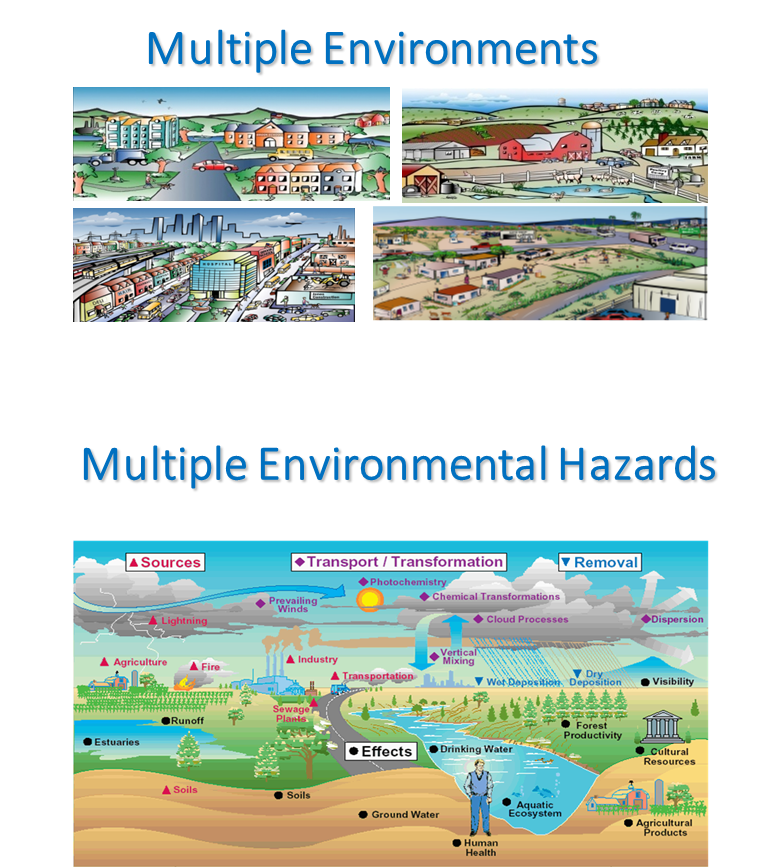 Multiple Environments
HOSPITAL
DELI
Multiple Environmental Hazards
Sources
Transport / Transformation
Removal
Photochemistry
Prevailing
Winds
Chemical Transformations
Lightning
Cloud Processes
Dispersion
Vertical
Mixing
Agriculture
Fire
Industry
Transportation
Wet Deposition
Dry
Deposition
Visibility
Sewage
Plants
Runoff
Estuaries
Effects
Drinking Water
Forest
Productivity
Cultural
Resources
Soils
Soils
Ground Water
Aquatic
Ecosystem
Agricultural
Products
Human
Health